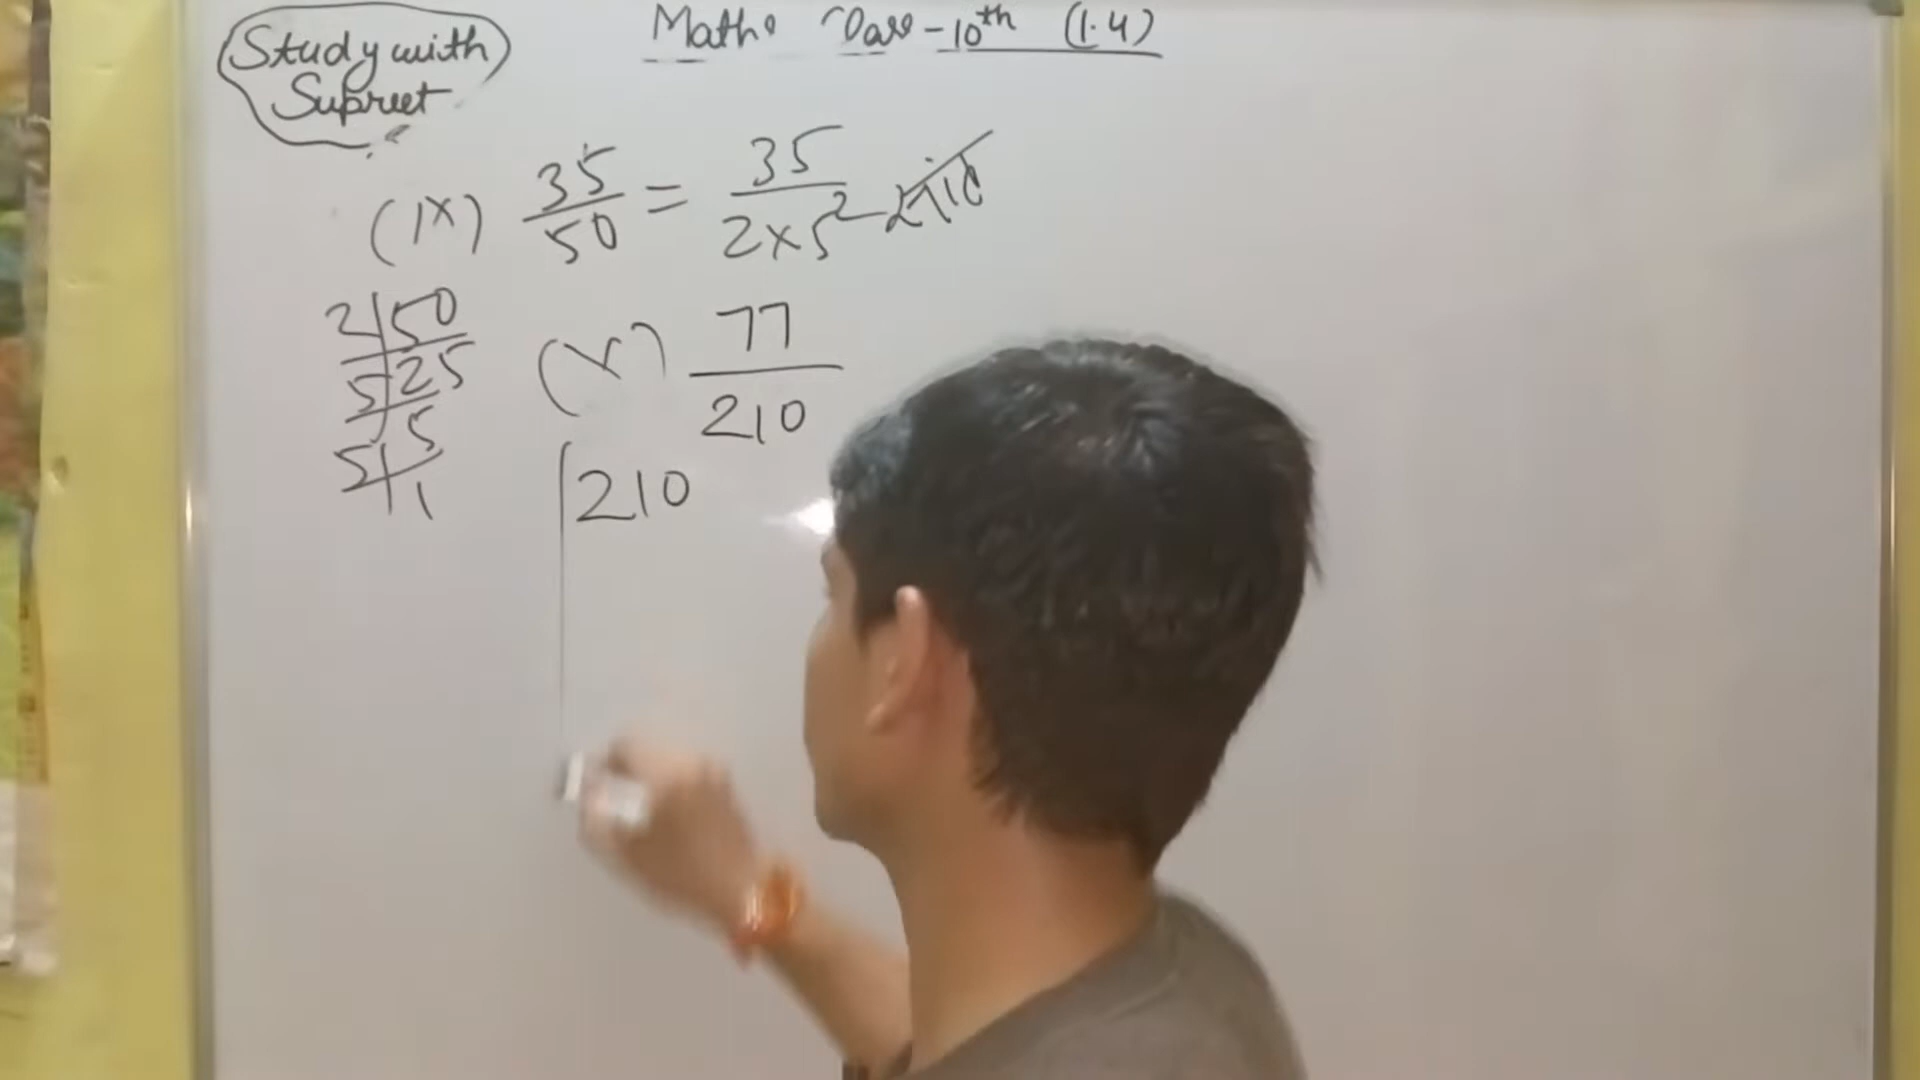 Study with
Supreet
Maths Class - 10th (1.4)
(ix) 35/50 = 35/2×5²
2|50
5|25
5|5
1
(x) 77/210
|210